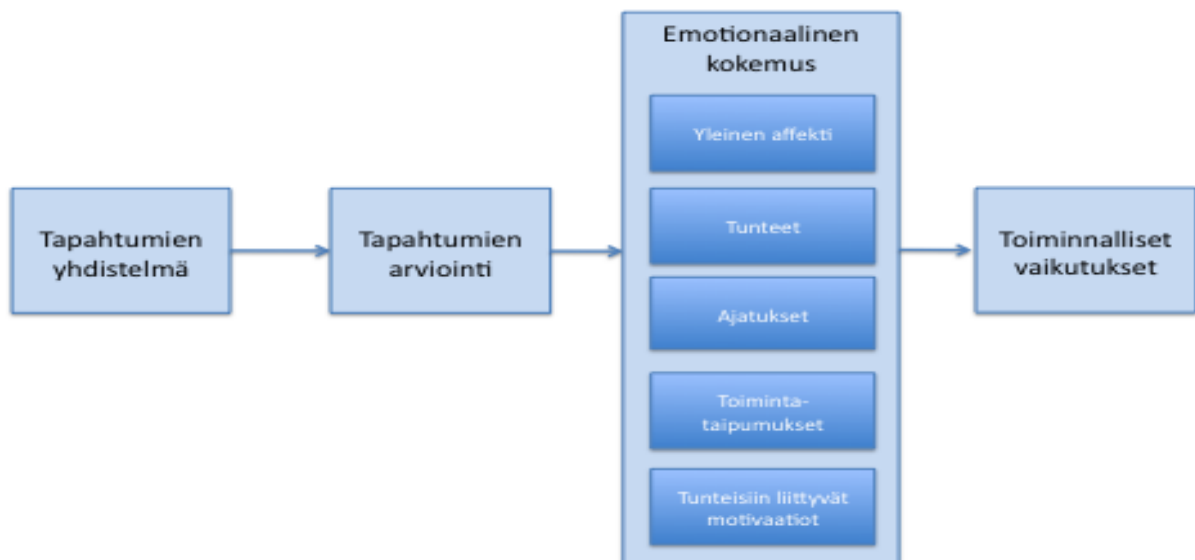 Tapahtumien
yhdistelmä
Tapahtumien
arviointi
Emotionaalinen
kokemus
Yleinen affekti
Tunteet
Ajatukset
Toiminta-
taipumukset
Tunteisiin liittyvät
motivaatiot
Toiminnalliset
vaikutukset